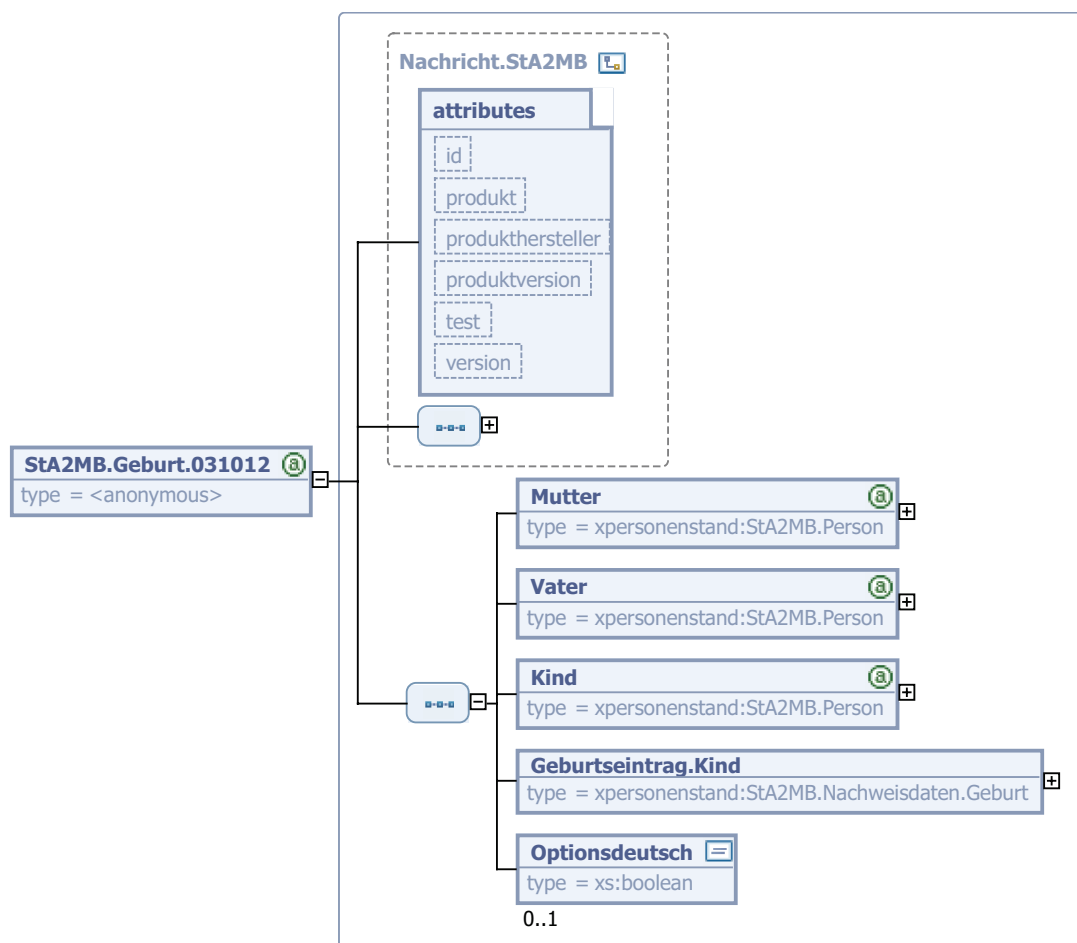 Nachricht.StA2MB
attributes
id
produkt
produkthersteller
produktversion
test
version
StA2MB.Geburt.031012
type = <anonymous>
Mutter
type = xpersonenstand:StA2MB.Person
Vater
type = xpersonenstand:StA2MB.Person
Kind
type = xpersonenstand:StA2MB.Person
Geburtseintrag.Kind
type = xpersonenstand:StA2MB.Nachweisdaten.Geburt
Optionsdeutsch
type = xs:boolean
0..1